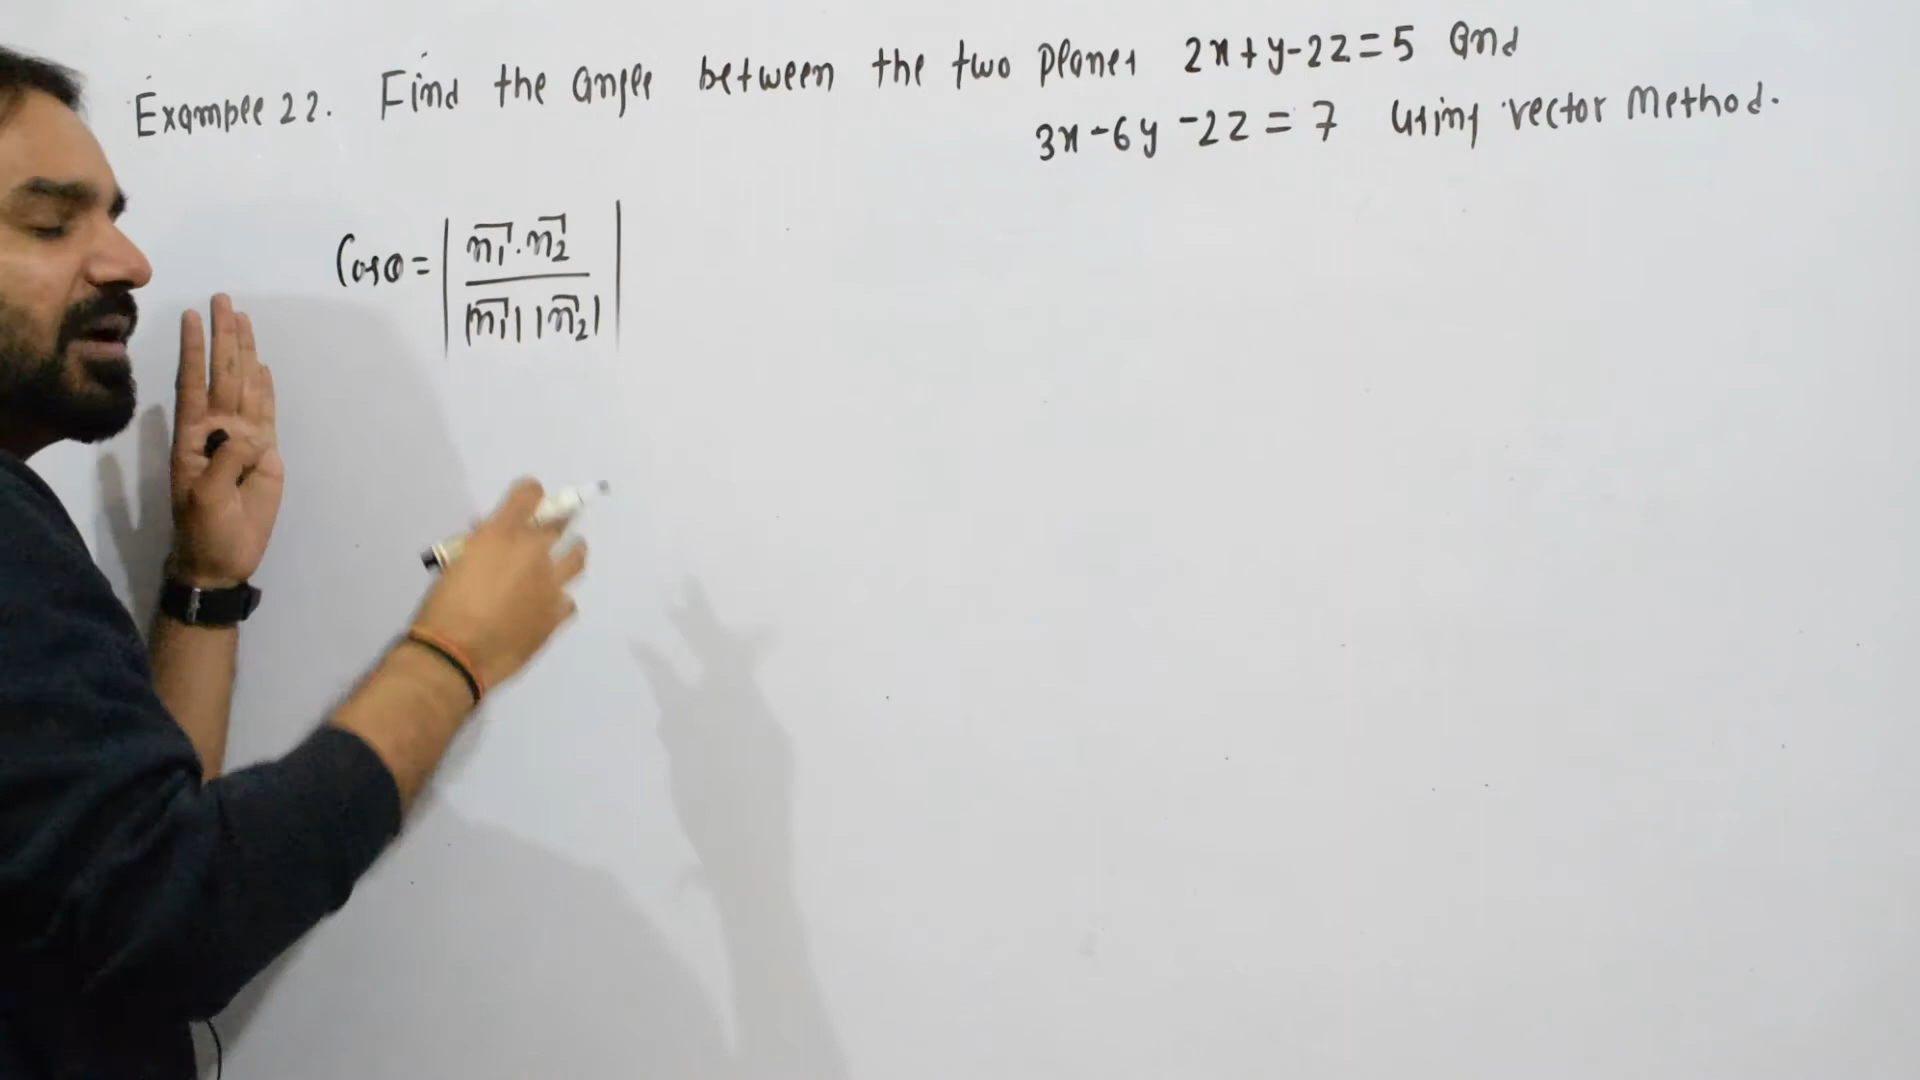 Example 22. Find the angle between the two planes 2x+y-2z=5 and
3x-6y-2z=7 using vector Method.
Cosθ = | n₁⃗ · n₂⃗ / |n₁⃗| |n₂⃗| |